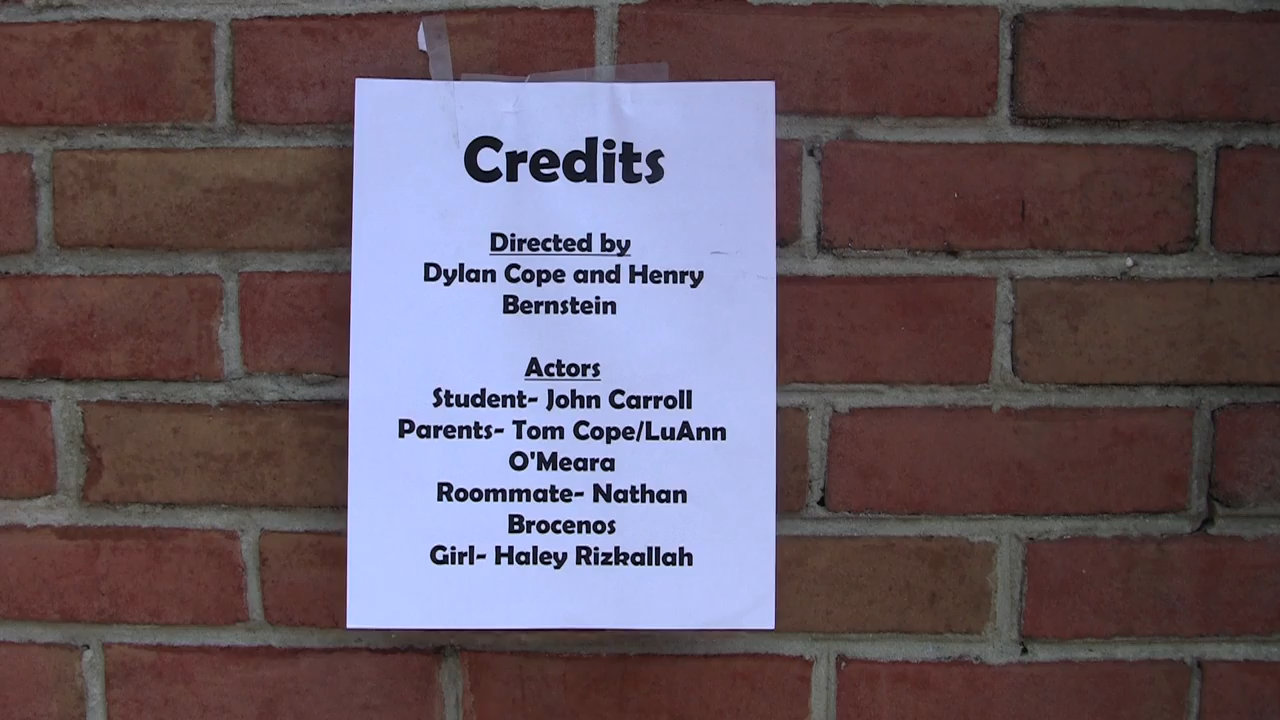 Credits
Directed by
Dylan Cope and Henry
Bernstein
Actors
Student- John Carroll
Parents- Tom Cope/LuAnn
O'Meara
Roommate- Nathan
Brocenos
Girl- Haley Rizkallah